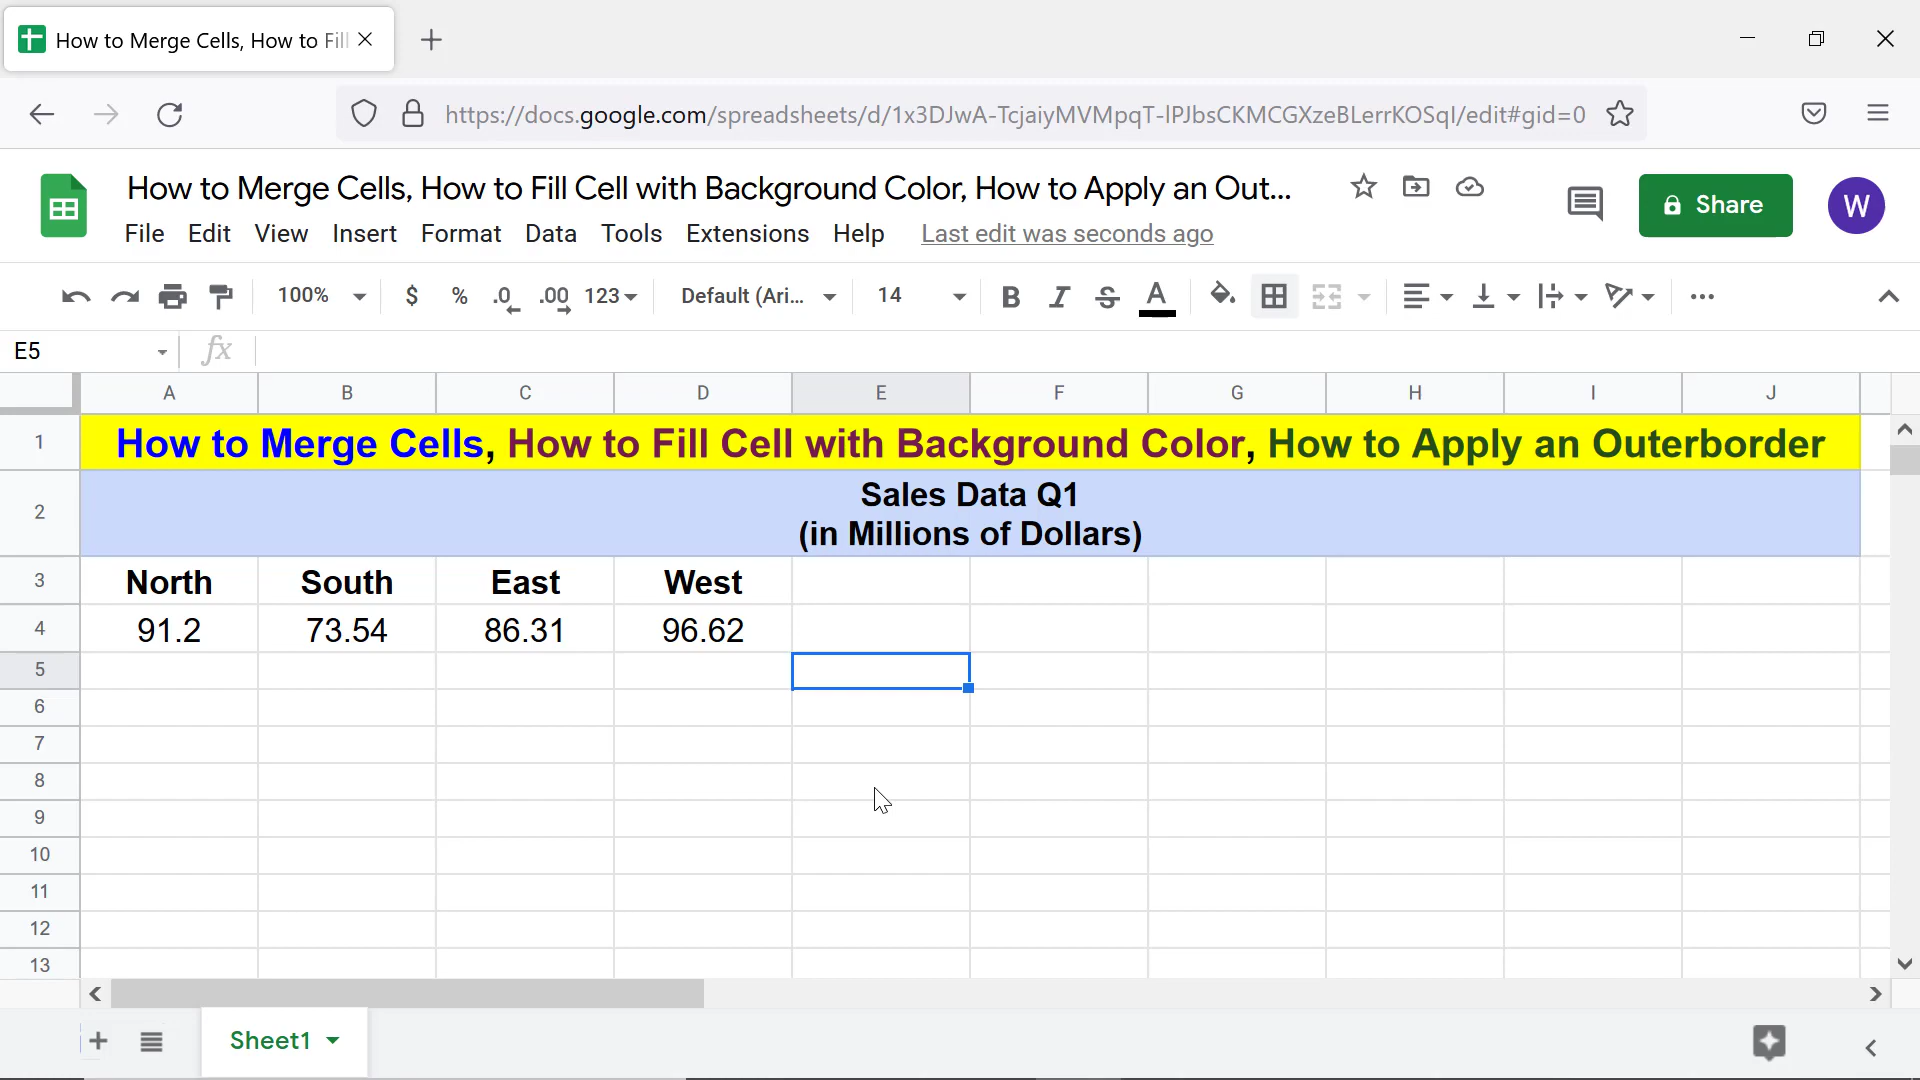 How to Merge Cells, How to Fill
https://docs.google.com/spreadsheets/d/1x3DJwA-TcjaiyMVMpqT-lPJbsCKMCGXzeBLerrKOSqI/edit#gid=0
How to Merge Cells, How to Fill Cell with Background Color, How to Apply an Out...
Share
W
File Edit View Insert Format Data Tools Extensions Help Last edit was seconds ago
100% $ % .0 .00 123 Default (Ari... 14 B I S A
E5 fx
A B C D E F G H I J
1 How to Merge Cells, How to Fill Cell with Background Color, How to Apply an Outerborder
2 Sales Data Q1
(in Millions of Dollars)
3 North South East West
4 91.2 73.54 86.31 96.62
5
6
7
8
9
10
11
12
13
Sheet1